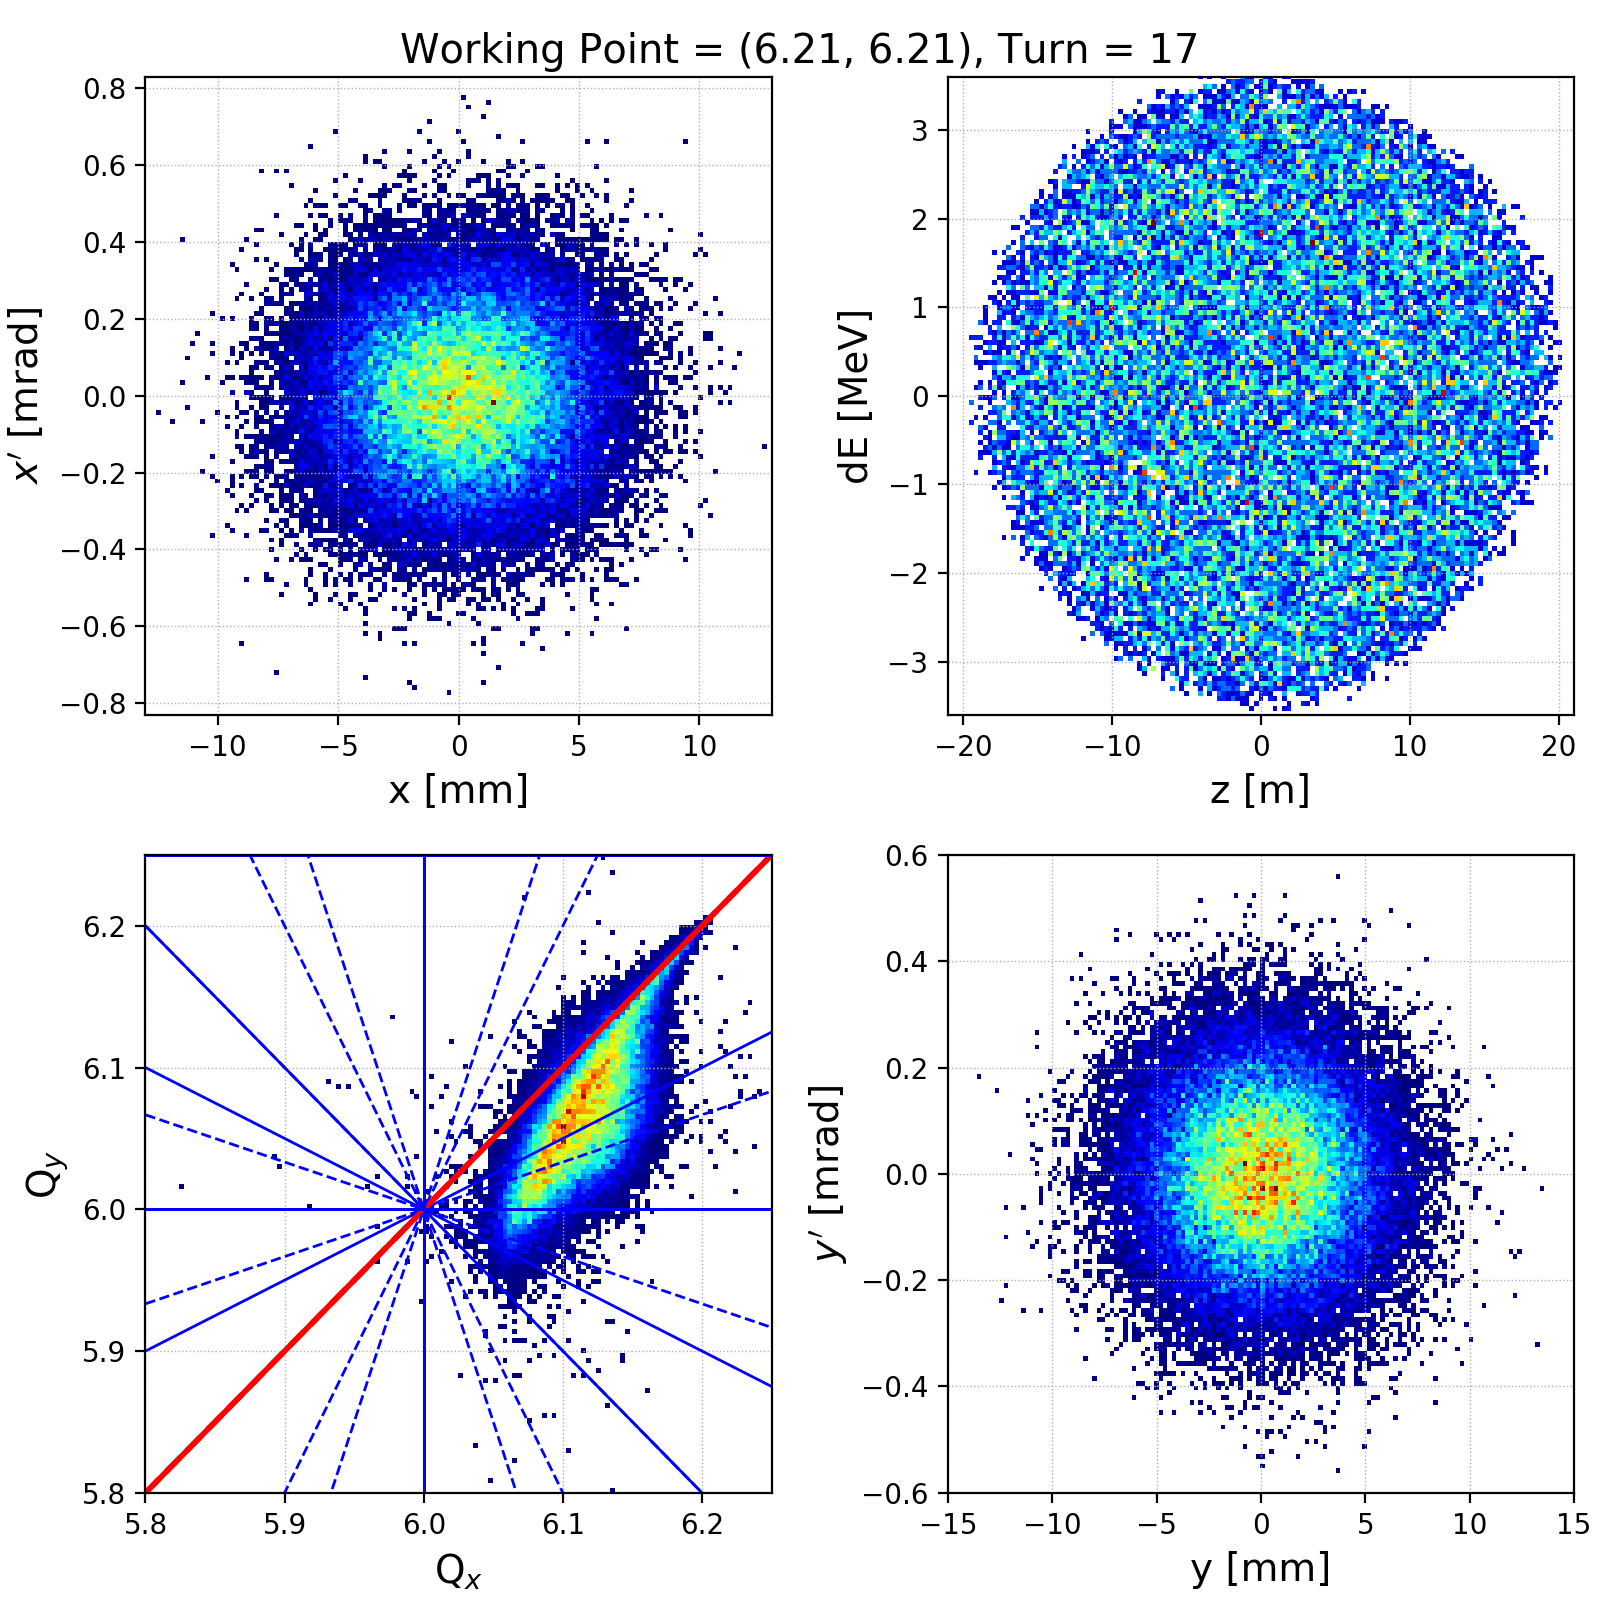 Working Point = (6.21, 6.21), Turn = 17
0.8
0.6
0.4
0.2
0.0
−0.2
−0.4
−0.6
−0.8
x′ [mrad]
−10 −5 0 5 10
x [mm]
3
2
1
0
−1
−2
−3
dE [MeV]
−20 −10 0 10 20
z [m]
6.2
6.1
6.0
5.9
5.8
Qy
5.8 5.9 6.0 6.1 6.2
Qx
0.6
0.4
0.2
0.0
−0.2
−0.4
−0.6
y′ [mrad]
−15 −10 −5 0 5 10 15
y [mm]